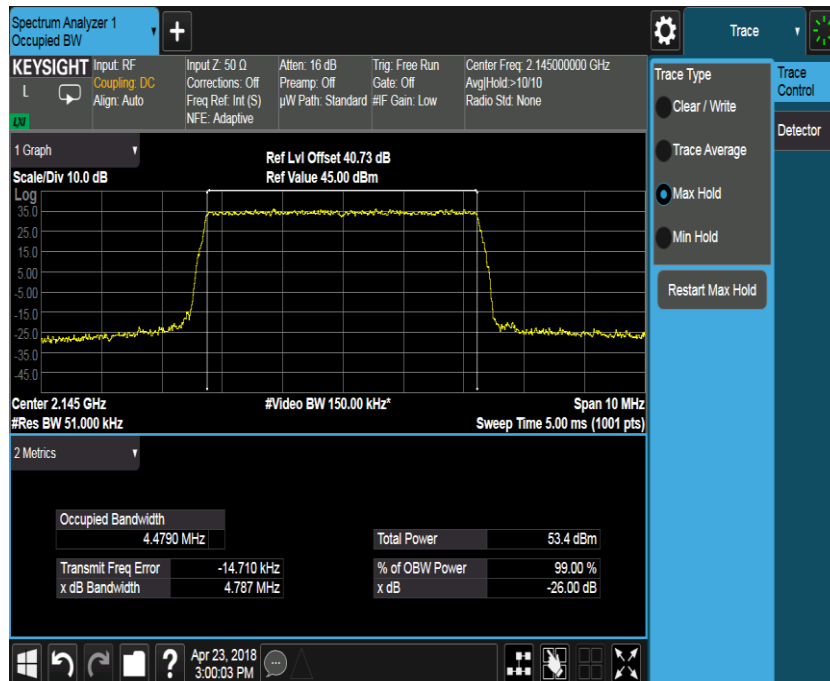 Spectrum Analyzer 1
Occupied BW
+
Trace
KEYSIGHT Input: RF Input Z: 50 Ω Atten: 16 dB Trig: Free Run Center Freq: 2.145000000 GHz
L Coupling: DC Corrections: Off Preamp: Off Gate: Off Avg|Hold:>10/10
Align: Auto Freq Ref: Int (S) µW Path: Standard #IF Gain: Low Radio Std: None
LXI NFE: Adaptive
1 Graph
Ref Lvl Offset 40.73 dB
Scale/Div 10.0 dB Ref Value 45.00 dBm
Log
35.0
25.0
15.0
5.00
-5.00
-15.0
-25.0
-35.0
-45.0
Center 2.145 GHz #Video BW 150.00 kHz* Span 10 MHz
#Res BW 51.000 kHz Sweep Time 5.00 ms (1001 pts)
2 Metrics
Occupied Bandwidth
4.4790 MHz Total Power 53.4 dBm
Transmit Freq Error -14.710 kHz % of OBW Power 99.00 %
x dB Bandwidth 4.787 MHz x dB -26.00 dB
?
Apr 23, 2018
3:00:03 PM
Trace Type
Clear / Write
Trace Average
Max Hold
Min Hold
Restart Max Hold
Trace
Control
Detector